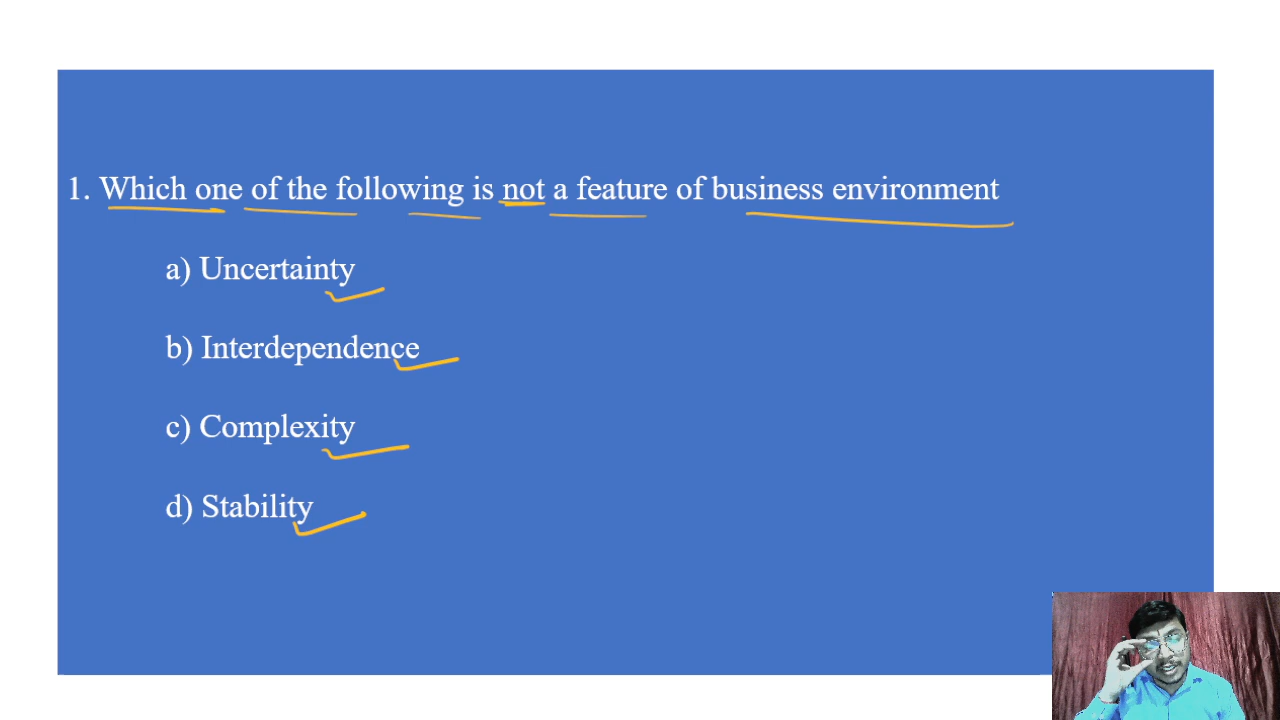 1. Which one of the following is not a feature of business environment
a) Uncertainty
b) Interdependence
c) Complexity
d) Stability